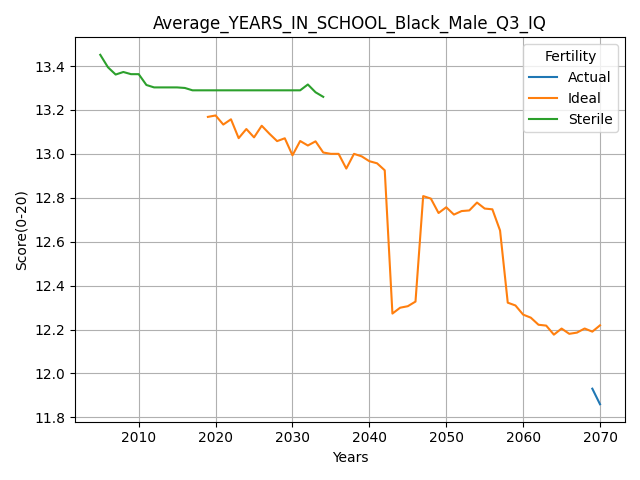 Average_YEARS_IN_SCHOOL_Black_Male_Q3_IQ
Fertility
Actual
Ideal
Sterile
Score(0-20)
13.4
13.2
13.0
12.8
12.6
12.4
12.2
12.0
11.8
2010 2020 2030 2040 2050 2060 2070
Years